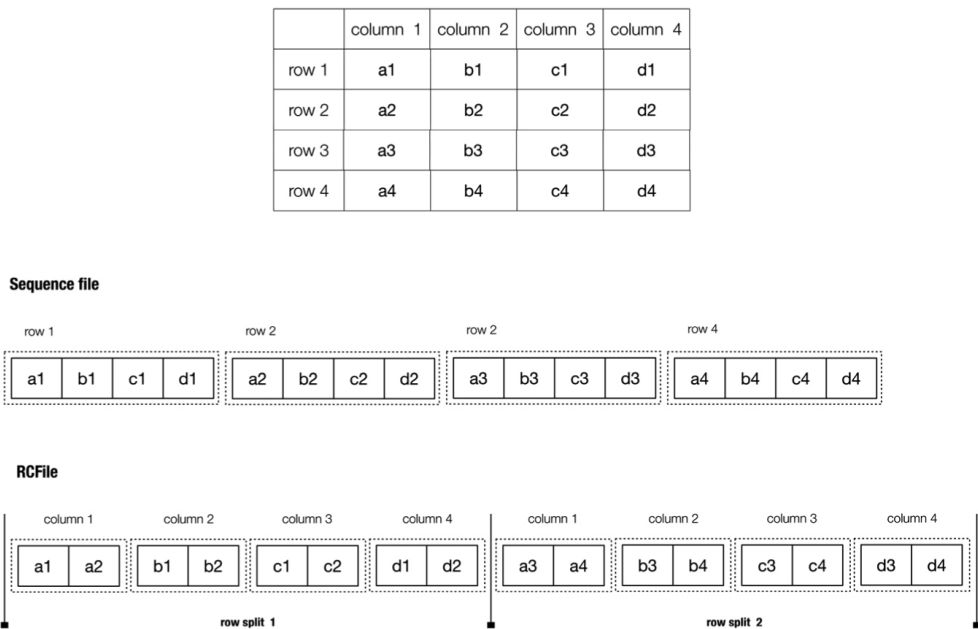 column 1 column 2 column 3 column 4
row 1 a1 b1 c1 d1
row 2 a2 b2 c2 d2
row 3 a3 b3 c3 d3
row 4 a4 b4 c4 d4
Sequence file
row 1 row 2 row 2 row 4
a1 b1 c1 d1 a2 b2 c2 d2 a3 b3 c3 d3 a4 b4 c4 d4
RCFile
column 1 column 2 column 3 column 4 column 1 column 2 column 3 column 4
a1 a2 b1 b2 c1 c2 d1 d2 a3 a4 b3 b4 c3 c4 d3 d4
row split 1 row split 2